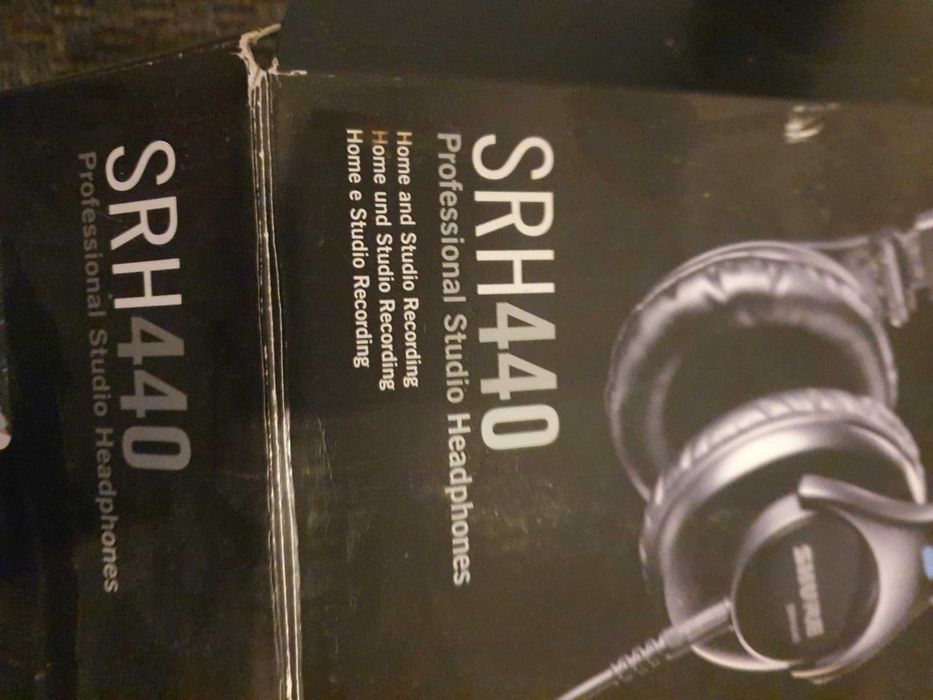 SRH440
Professional Studio Headphones
Home and Studio Recording
Home und Studio Recording
Home e Studio Recording
SHURE
SRH440
Professional Studio Headphones